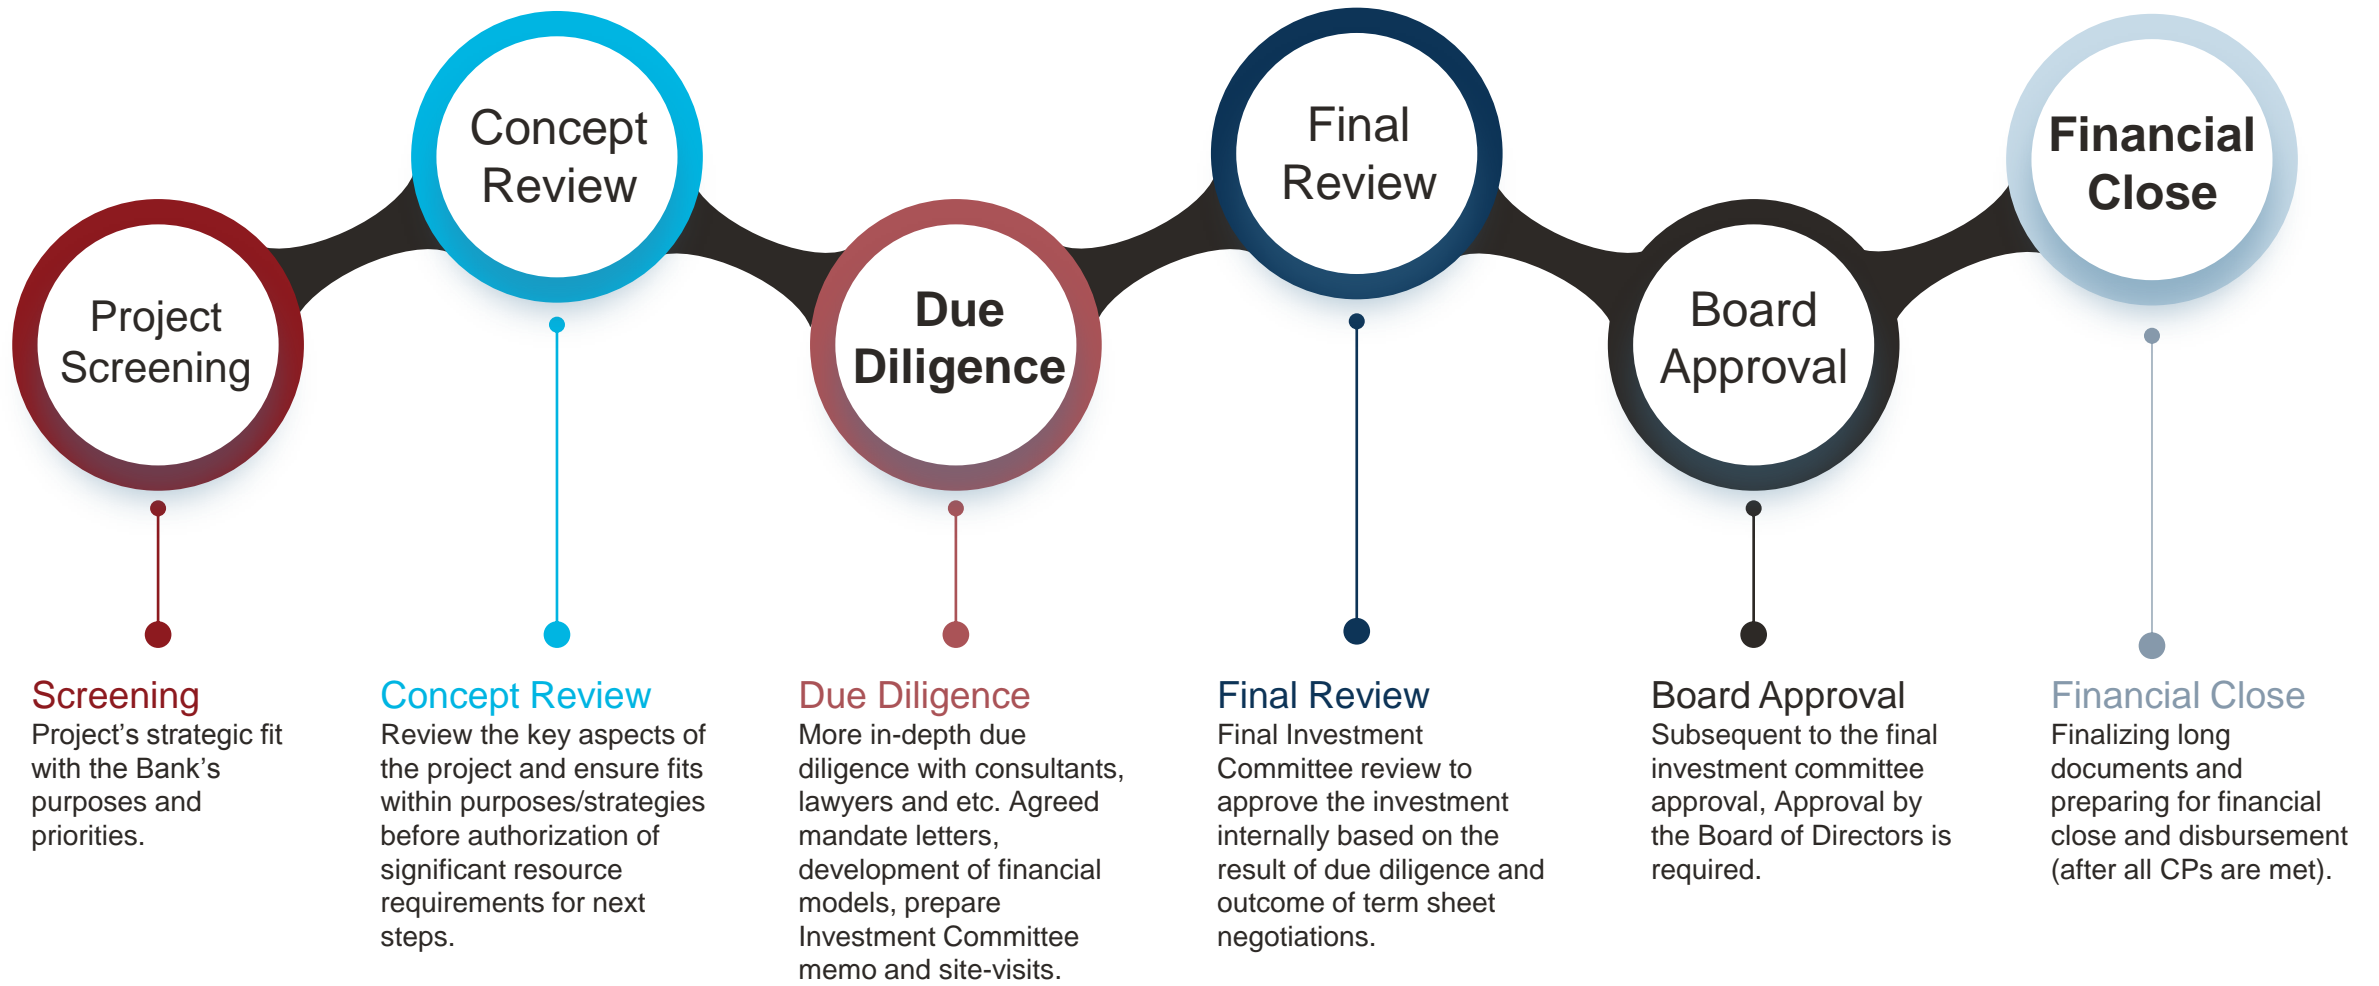 Project
Screening
Concept
Review
Due
Diligence
Final
Review
Board
Approval
Financial
Close
Screening
Project’s strategic fit
with the Bank’s
purposes and
priorities.
Concept Review
Review the key aspects of
the project and ensure fits
within purposes/strategies
before authorization of
significant resource
requirements for next
steps.
Due Diligence
More in-depth due
diligence with consultants,
lawyers and etc. Agreed
mandate letters,
development of financial
models, prepare
Investment Committee
memo and site-visits.
Final Review
Final Investment
Committee review to
approve the investment
internally based on the
result of due diligence and
outcome of term sheet
negotiations.
Board Approval
Subsequent to the final
investment committee
approval, Approval by
the Board of Directors is
required.
Financial Close
Finalizing long
documents and
preparing for financial
close and disbursement
(after all CPs are met).